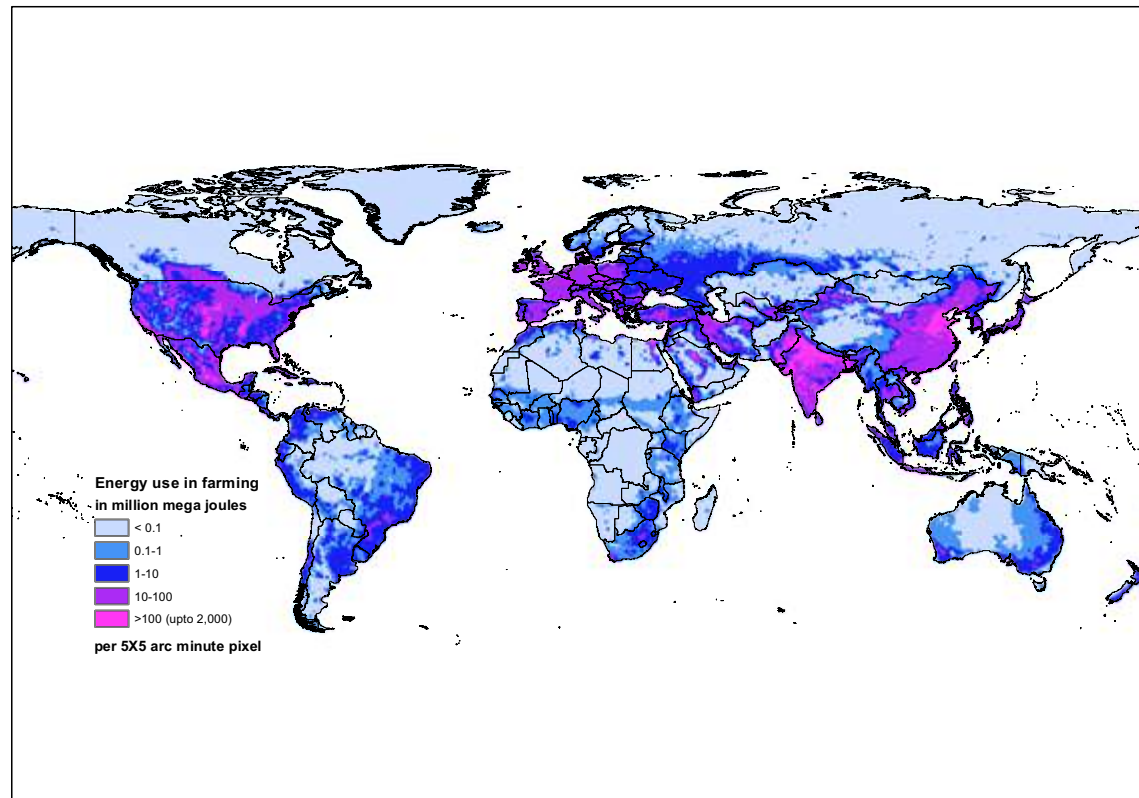 Energy use in farming
in million mega joules
< 0.1
0.1-1
1-10
10-100
>100 (upto 2,000)
per 5X5 arc minute pixel